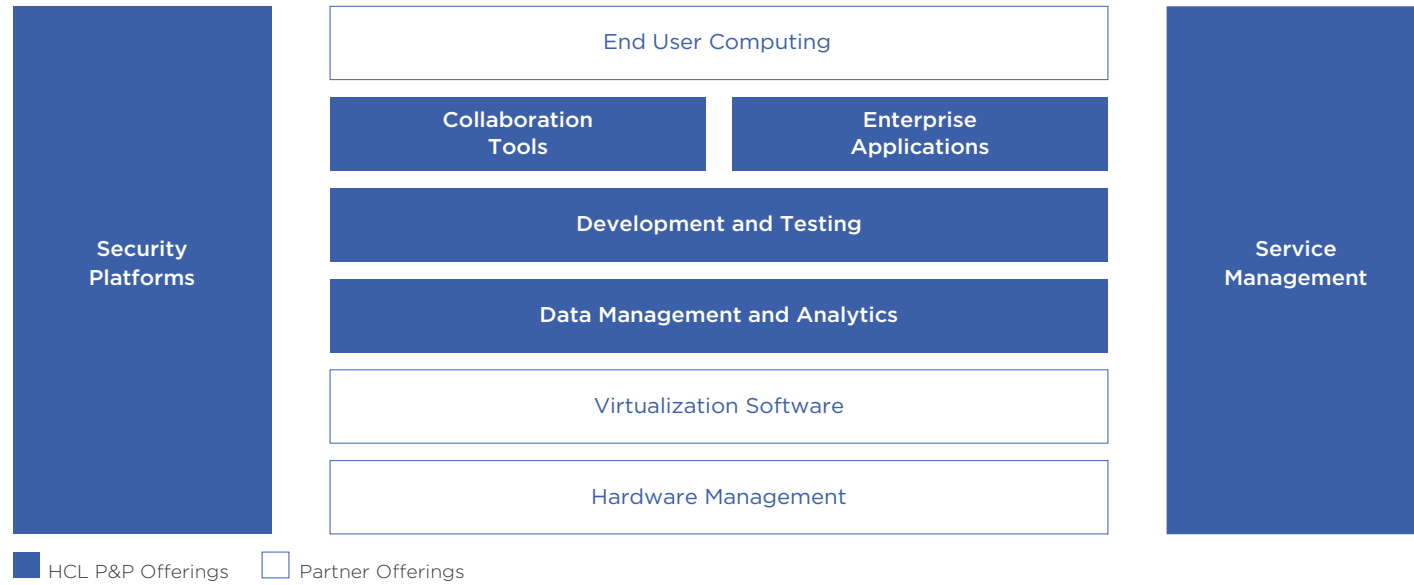 End User Computing
Collaboration
Tools
Enterprise
Applications
Development and Testing
Security
Platforms
Service
Management
Data Management and Analytics
Virtualization Software
Hardware Management
HCL P&P Offerings
Partner Offerings